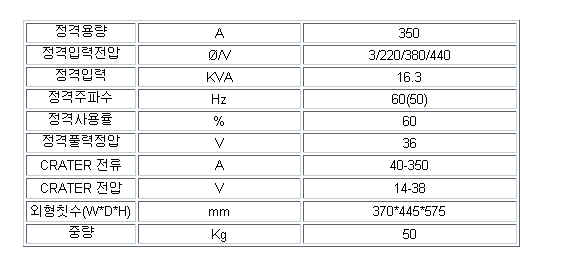 정격용량 A 350
정격입력전압 Ø/V 3/220/380/440
정격입력 KVA 16.3
정격주파수 Hz 60(50)
정격사용률 % 60
정격풀력정압 V 36
CRATER 전류 A 40-350
CRATER 전압 V 14-38
외형칫수(W*D*H) mm 370*445*575
중량 Kg 50